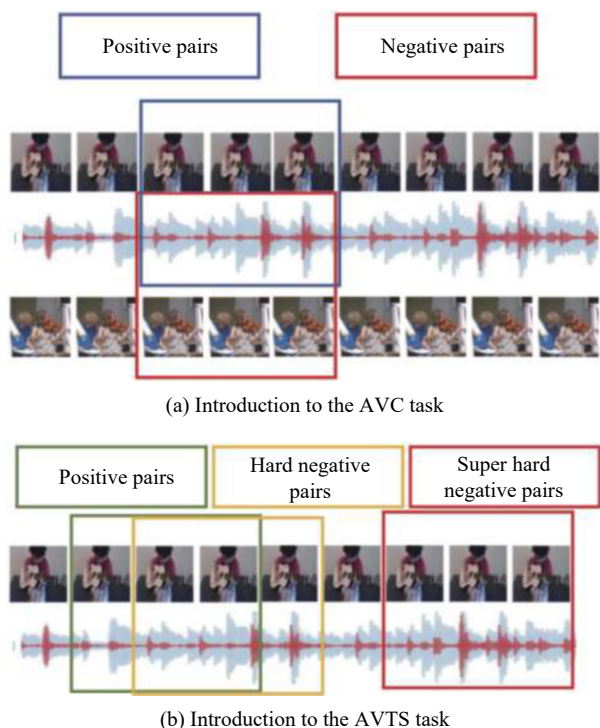 Positive pairs
Negative pairs
(a) Introduction to the AVC task
Positive pairs
Hard negative
pairs
Super hard
negative pairs
(b) Introduction to the AVTS task